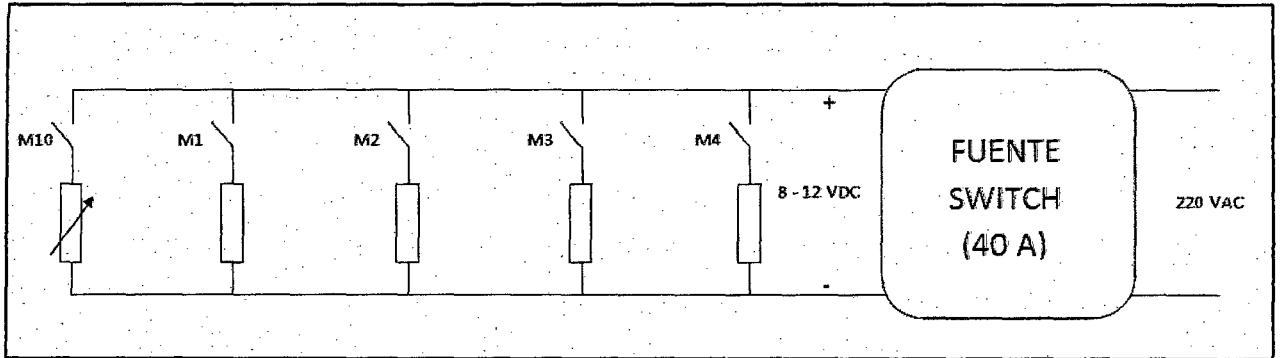 M10
M1
M2
M3
M4
+
8 - 12 VDC
-
FUENTE
SWITCH
(40 A)
220 VAC